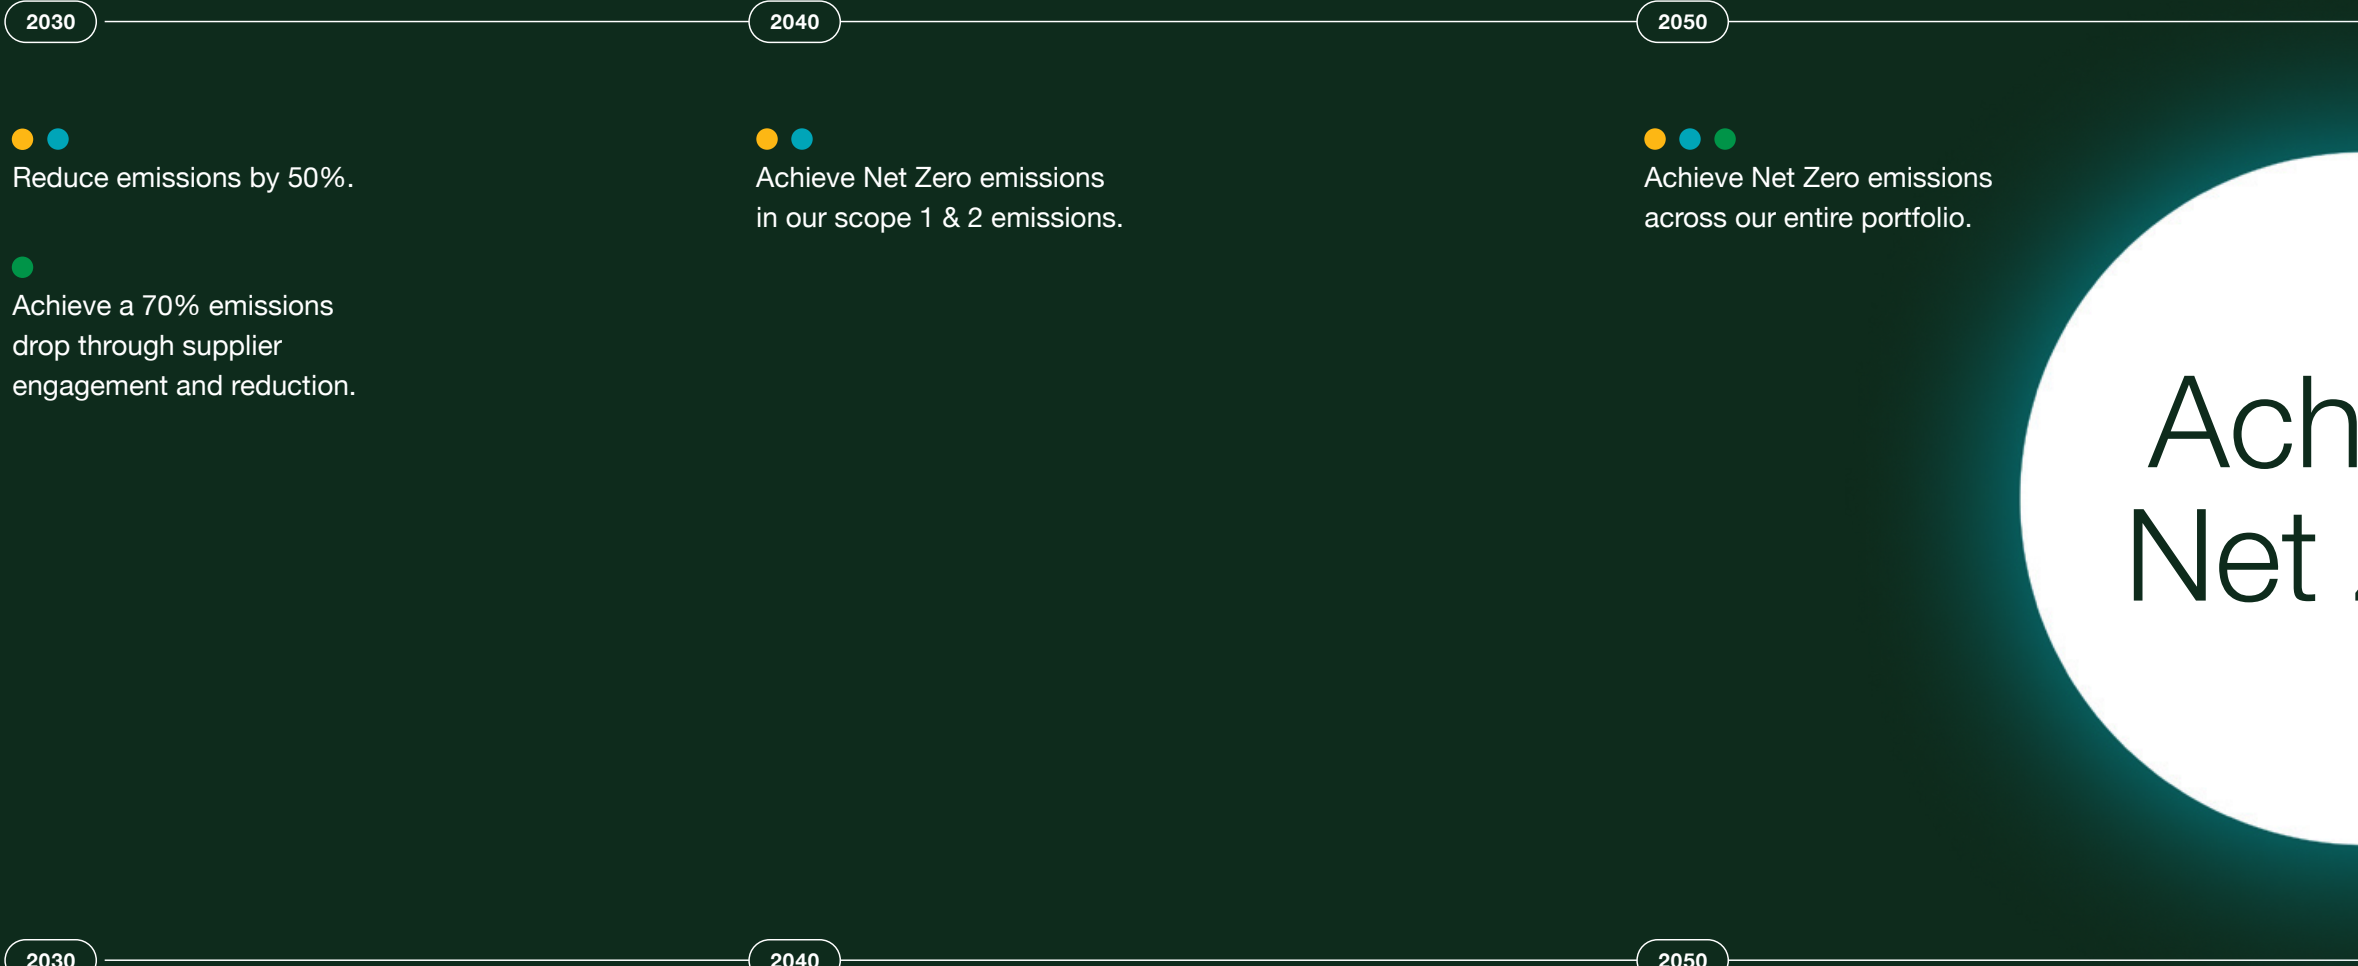 2030
2040
2050
Reduce emissions by 50%.
Achieve a 70% emissions
drop through supplier
engagement and reduction.
Achieve Net Zero emissions
in our scope 1 & 2 emissions.
Achieve Net Zero emissions
across our entire portfolio.
Ach
Net
2030
2040
2050